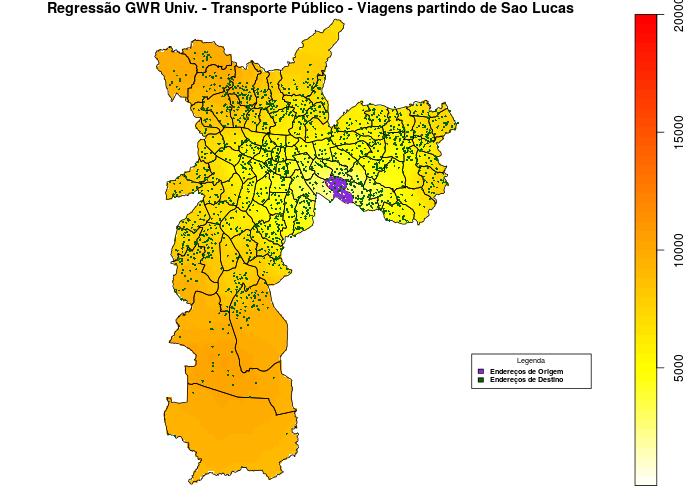 Regressão GWR Univ. - Transporte Público - Viagens partindo de Sao Lucas
20000
15000
10000
5000
Legenda
Endereços de Origem
Endereços de Destino